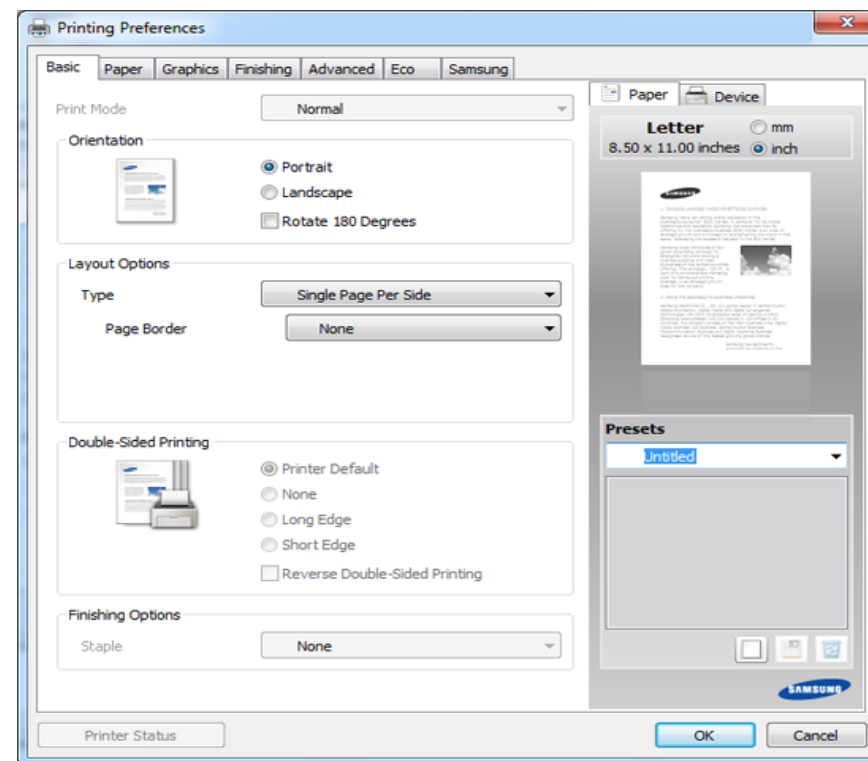 Printing Preferences
Basic Paper Graphics Finishing Advanced Eco Samsung
Print Mode Normal
Orientation
Portrait
Landscape
Rotate 180 Degrees
Layout Options
Type Single Page Per Side
Page Border None
Double-Sided Printing
Printer Default
None
Long Edge
Short Edge
Reverse Double-Sided Printing
Finishing Options
Staple None
Printer Status
Paper Device
Letter mm
8.50 x 11.00 inches inch
SAMSUNG
Presets
Untitled
SAMSUNG
OK Cancel